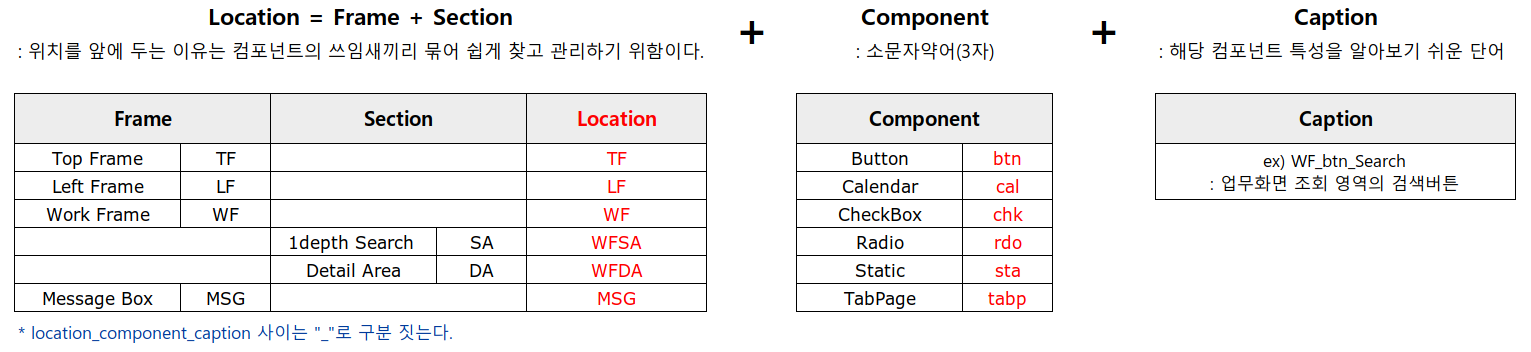 Location = Frame + Section
: 위치를 앞에 두는 이유는 컴포넌트의 쓰임새끼리 묶어 쉽게 찾고 관리하기 위함이다.
+
Component
: 소문자약어(3자)
+
Caption
: 해당 컴포넌트 특성을 알아보기 쉬운 단어
Frame Section Location
Top Frame TF TF
Left Frame LF LF
Work Frame WF WF
1depth Search SA WFSA
Detail Area DA WFDA
Message Box MSG MSG
* location_component_caption 사이는 "_"로 구분 짓는다.
Component
Button btn
Calendar cal
CheckBox chk
Radio rdo
Static sta
TabPage tabp
Caption
ex) WF_btn_Search
: 업무화면 조회 영역의 검색버튼